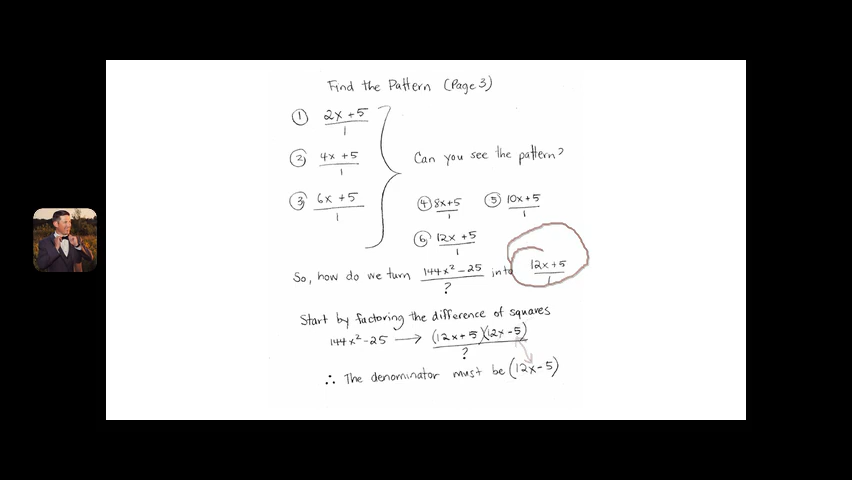 Find the Pattern (Page 3)
① 2x+5/1
② 4x+5/1
③ 6x+5/1
Can you see the pattern?
④ 8x+5/1 ⑤ 10x+5/1
⑥ 12x+5/1
So, how do we turn 144x²-25/? into 12x+5/1
Start by factoring the difference of squares
144x²-25 → (12x+5)(12x-5)/?
∴ The denominator must be (12x-5)